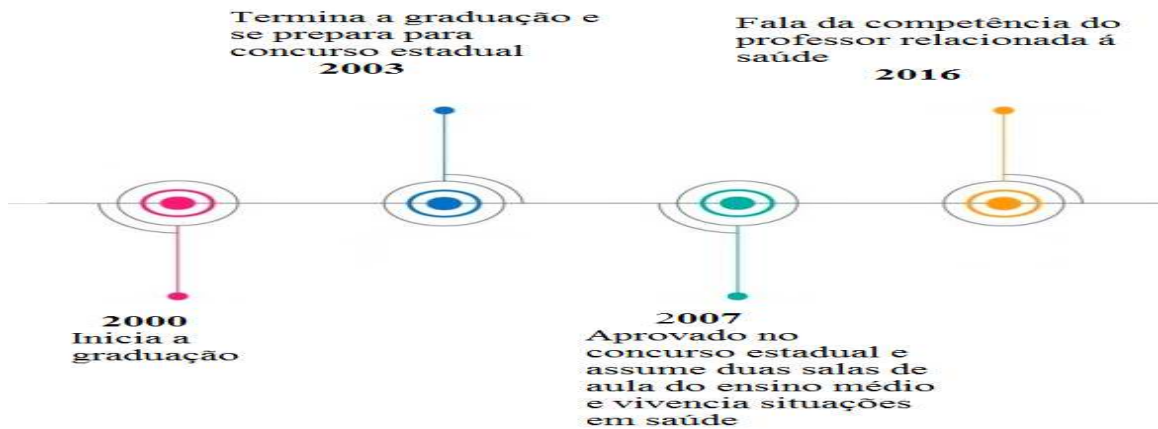 Termina a graduação e
se prepara para
concurso estadual
2003
Fala da competência do
professor relacionada á
saúde
2016
2000
Inicia a
graduação
2007
Aprovado no
concurso estadual e
assume duas salas de
aula do ensino médio
e vivencia situações
em saúde